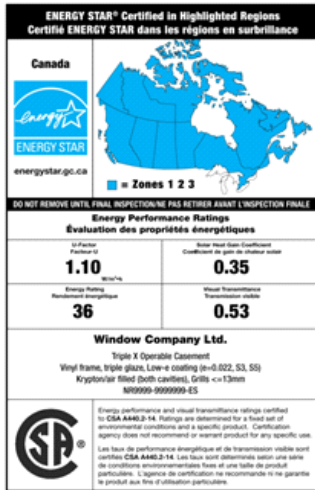 ENERGY STAR® Certified in Highlighted Regions
Certifié ENERGY STAR dans les régions en surbrillance
Canada
energy
ENERGY STAR
energystar.gc.ca
= Zones 1 2 3
DO NOT REMOVE UNTIL FINAL INSPECTION/NE PAS RETIRER AVANT L'INSPECTION FINALE
Energy Performance Ratings
Évaluation des propriétés énergétiques
U-Factor
Facteur-U
1.10
W/m²•k
Solar Heat Gain Coefficient
Coefficient de gain de chaleur solair
0.35
Energy Rating
Rendement énergétique
36
Visual Transmittance
Transmission visible
0.53
Window Company Ltd.
Triple X Operable Casement
Vinyl frame, triple glaze, Low-e coating (e=0.022, S3, S5)
Krypton/air filled (both cavities), Grills <=13mm
NR9999-9999999-ES
CSA®
Energy performance and visual transmittance ratings certified
to CSA A440.2-14. Ratings are determined for a fixed set of
environmental conditions and a specific product. Certification
agency does not recommend or warrant product for any specific use.
Les taux de performance énergétique et de transmission visible sont
certifiés CSA A440.2-14. Les taux sont déterminés selon une série
de conditions environnementales fixes et une taille de produit
particulière. L'agence de certification ne recommande ni ne garantie
le produit aux fins d'utilisation particulière.